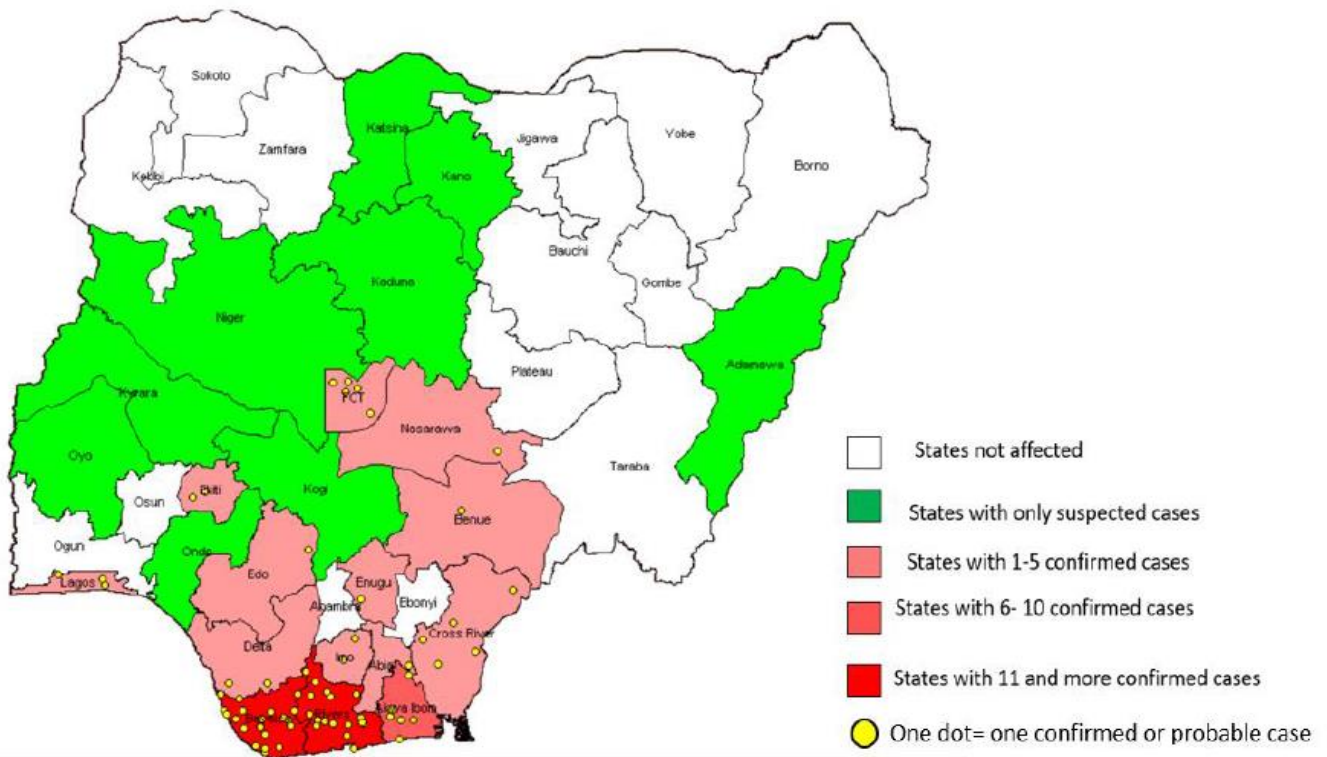 Sokoto
Katsina
Zamfara
Jigawa
Yobe
Borno
Kebbi
Kano
Bauchi
Gombe
Kaduna
Niger
Adamawa
Plateau
Kwara
FCT
Nasarawa
Oyo
Taraba
Osun
Ekiti
Kogi
Benue
Ogun
Ondo
Lagos
Edo
Enugu
Anambra
Ebonyi
Cross River
Delta
Imo
Abia
Rivers
Akwa Ibom
States not affected
States with only suspected cases
States with 1-5 confirmed cases
States with 6- 10 confirmed cases
States with 11 and more confirmed cases
One dot= one confirmed or probable case